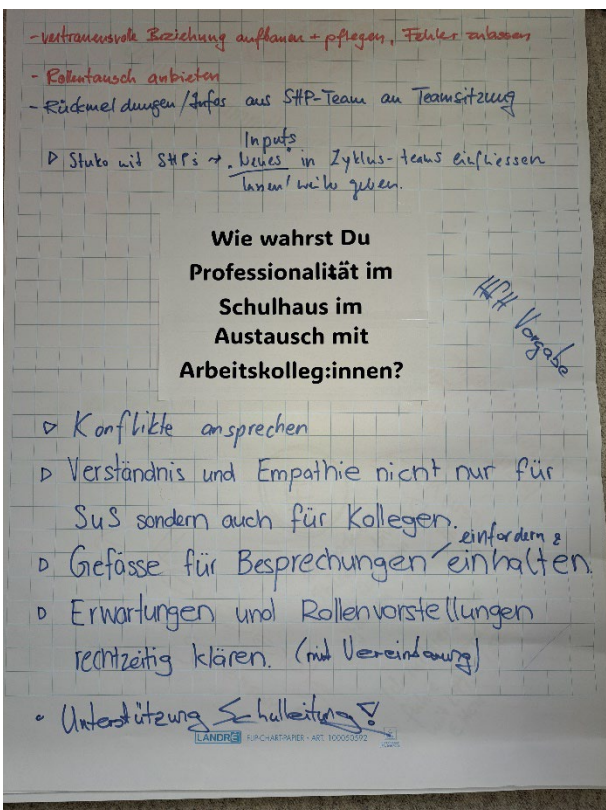 - vertrauensvolle Beziehung aufbauen + pflegen, Fehler zulassen
- Rollentausch anbieten
- Rückmeldungen/Infos aus SHP-Team an Teamsitzung
Inputs
▷ Stuko mit SHPs → "Neues" in Zyklus-teams einfliessen
lassen/ weiter geben.
Wie wahrst Du
Professionalität im
Schulhaus im
Austausch mit
Arbeitskolleg:innen?
HfH Vorgabe
▷ Konflikte ansprechen
▷ Verständnis und Empathie nicht nur für
SuS sondern auch für Kollegen.
einfordern &
▷ Gefässe für Besprechungen einhalten.
▷ Erwartungen und Rollenvorstellungen
rechtzeitig klären. (mit Vereinbarung)
• Unterstützung Schulleitung!
LANDRÉ FLIPCHARTPAPIER - ART. 100050592